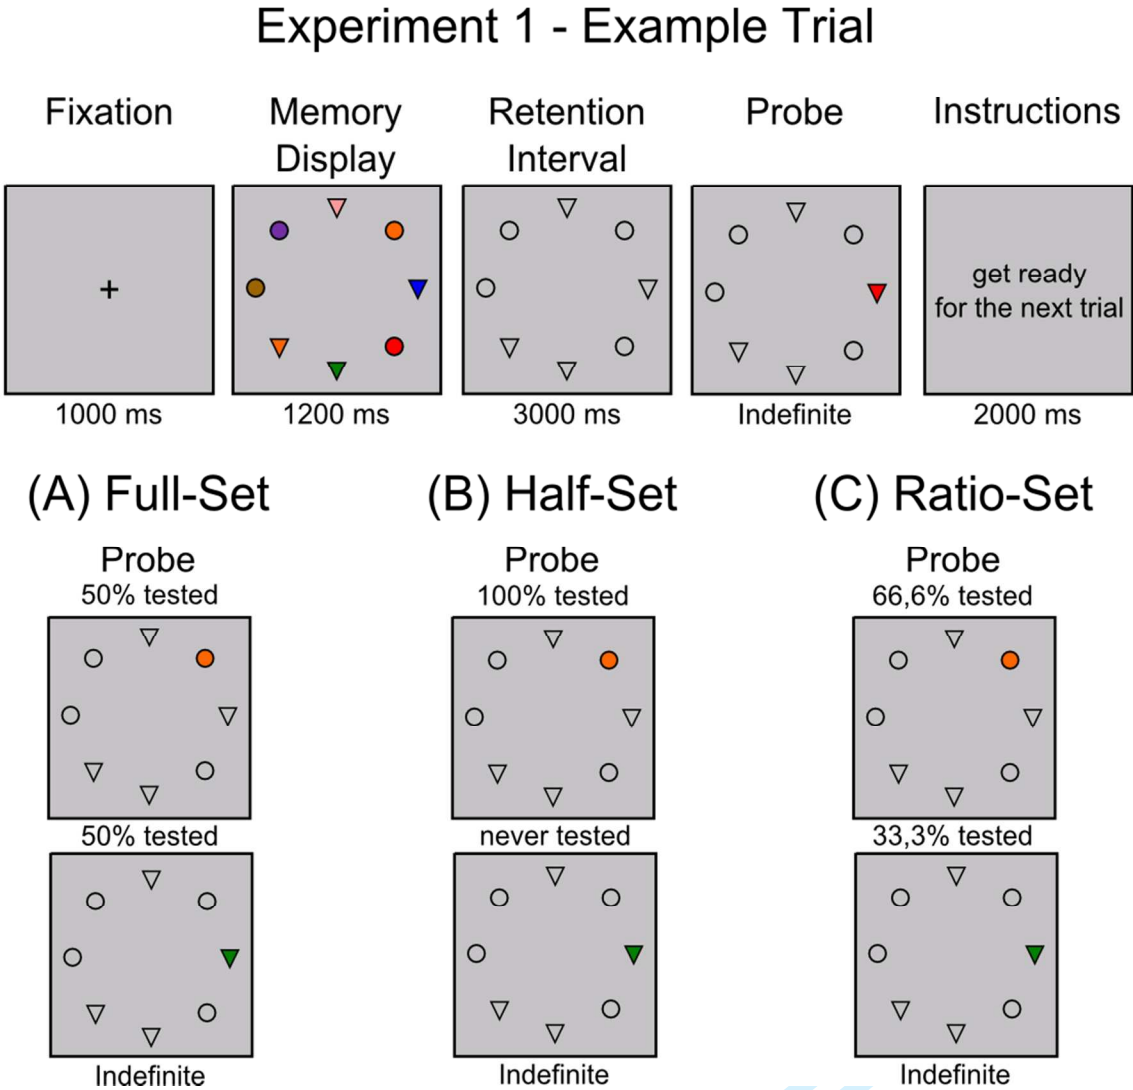 Experiment 1 - Example Trial
Fixation
Memory
Display
Retention
Interval
Probe
Instructions
get ready
for the next trial
1000 ms
1200 ms
3000 ms
Indefinite
2000 ms
(A) Full-Set
(B) Half-Set
(C) Ratio-Set
Probe
50% tested
Probe
100% tested
Probe
66,6% tested
50% tested
never tested
33,3% tested
Indefinite
Indefinite
Indefinite